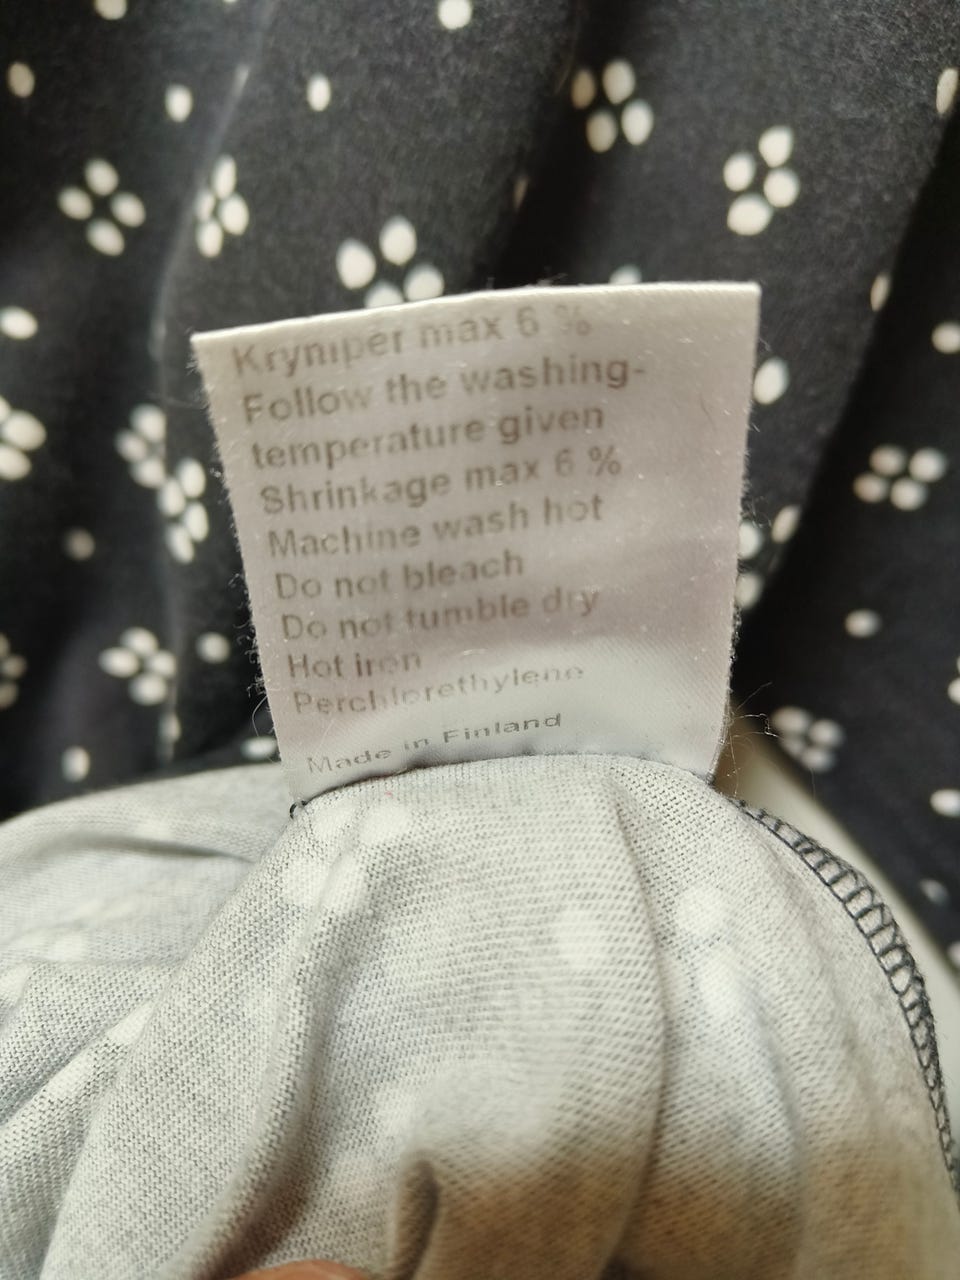 Krymper max 6 %
Follow the washing-
temperature given
Shrinkage max 6 %
Machine wash hot
Do not bleach
Do not tumble dry
Hot iron
Perchlorethylene
Made in Finland